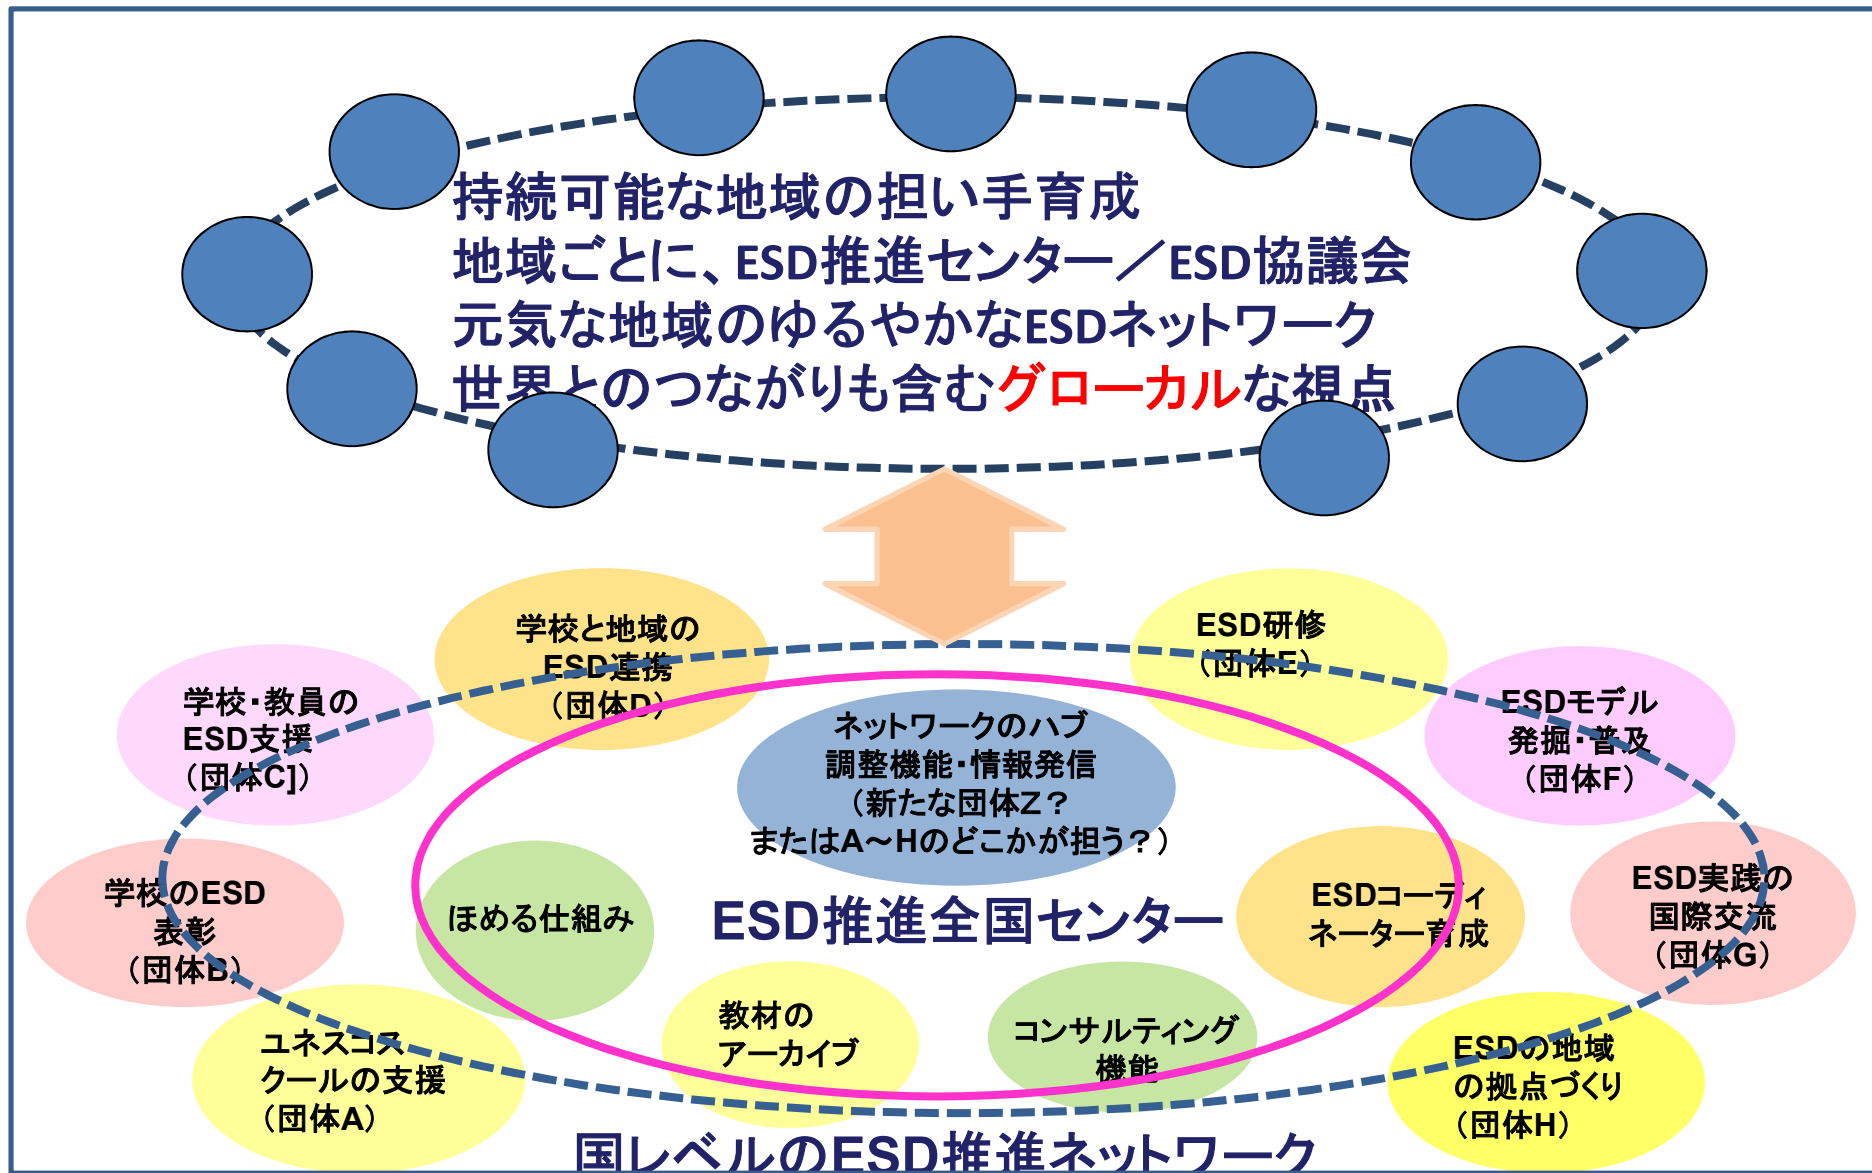 持続可能な地域の担い手育成
地域ごとに、ESD推進センター／ESD協議会
元気な地域のゆるやかなESDネットワーク
世界とのつながりも含むグローカルな視点
学校と地域の
ESD連携
（団体D）
ESD研修
（団体E）
学校・教員の
ESD支援
（団体C]）
ESDモデル
発掘・普及
（団体F）
ネットワークのハブ
調整機能・情報発信
（新たな団体Z？
またはA～Hのどこかが担う？）
学校のESD
表彰
（団体B）
ほめる仕組み
ESD推進全国センター
ESDコーディ
ネーター育成
ESD実践の
国際交流
（団体G）
ユネスコス
クールの支援
（団体A）
教材の
アーカイブ
コンサルティング
機能
ESDの地域
の拠点づくり
（団体H）
国レベルのESD推進ネットワーク